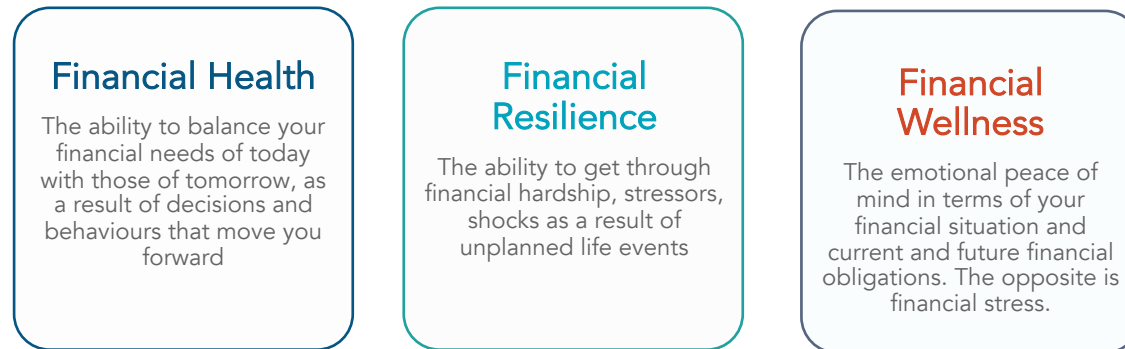 Financial Health
The ability to balance your
financial needs of today
with those of tomorrow, as
a result of decisions and
behaviours that move you
forward
Financial
Resilience
The ability to get through
financial hardship, stressors,
shocks as a result of
unplanned life events
Financial
Wellness
The emotional peace of
mind in terms of your
financial situation and
current and future financial
obligations. The opposite is
financial stress.